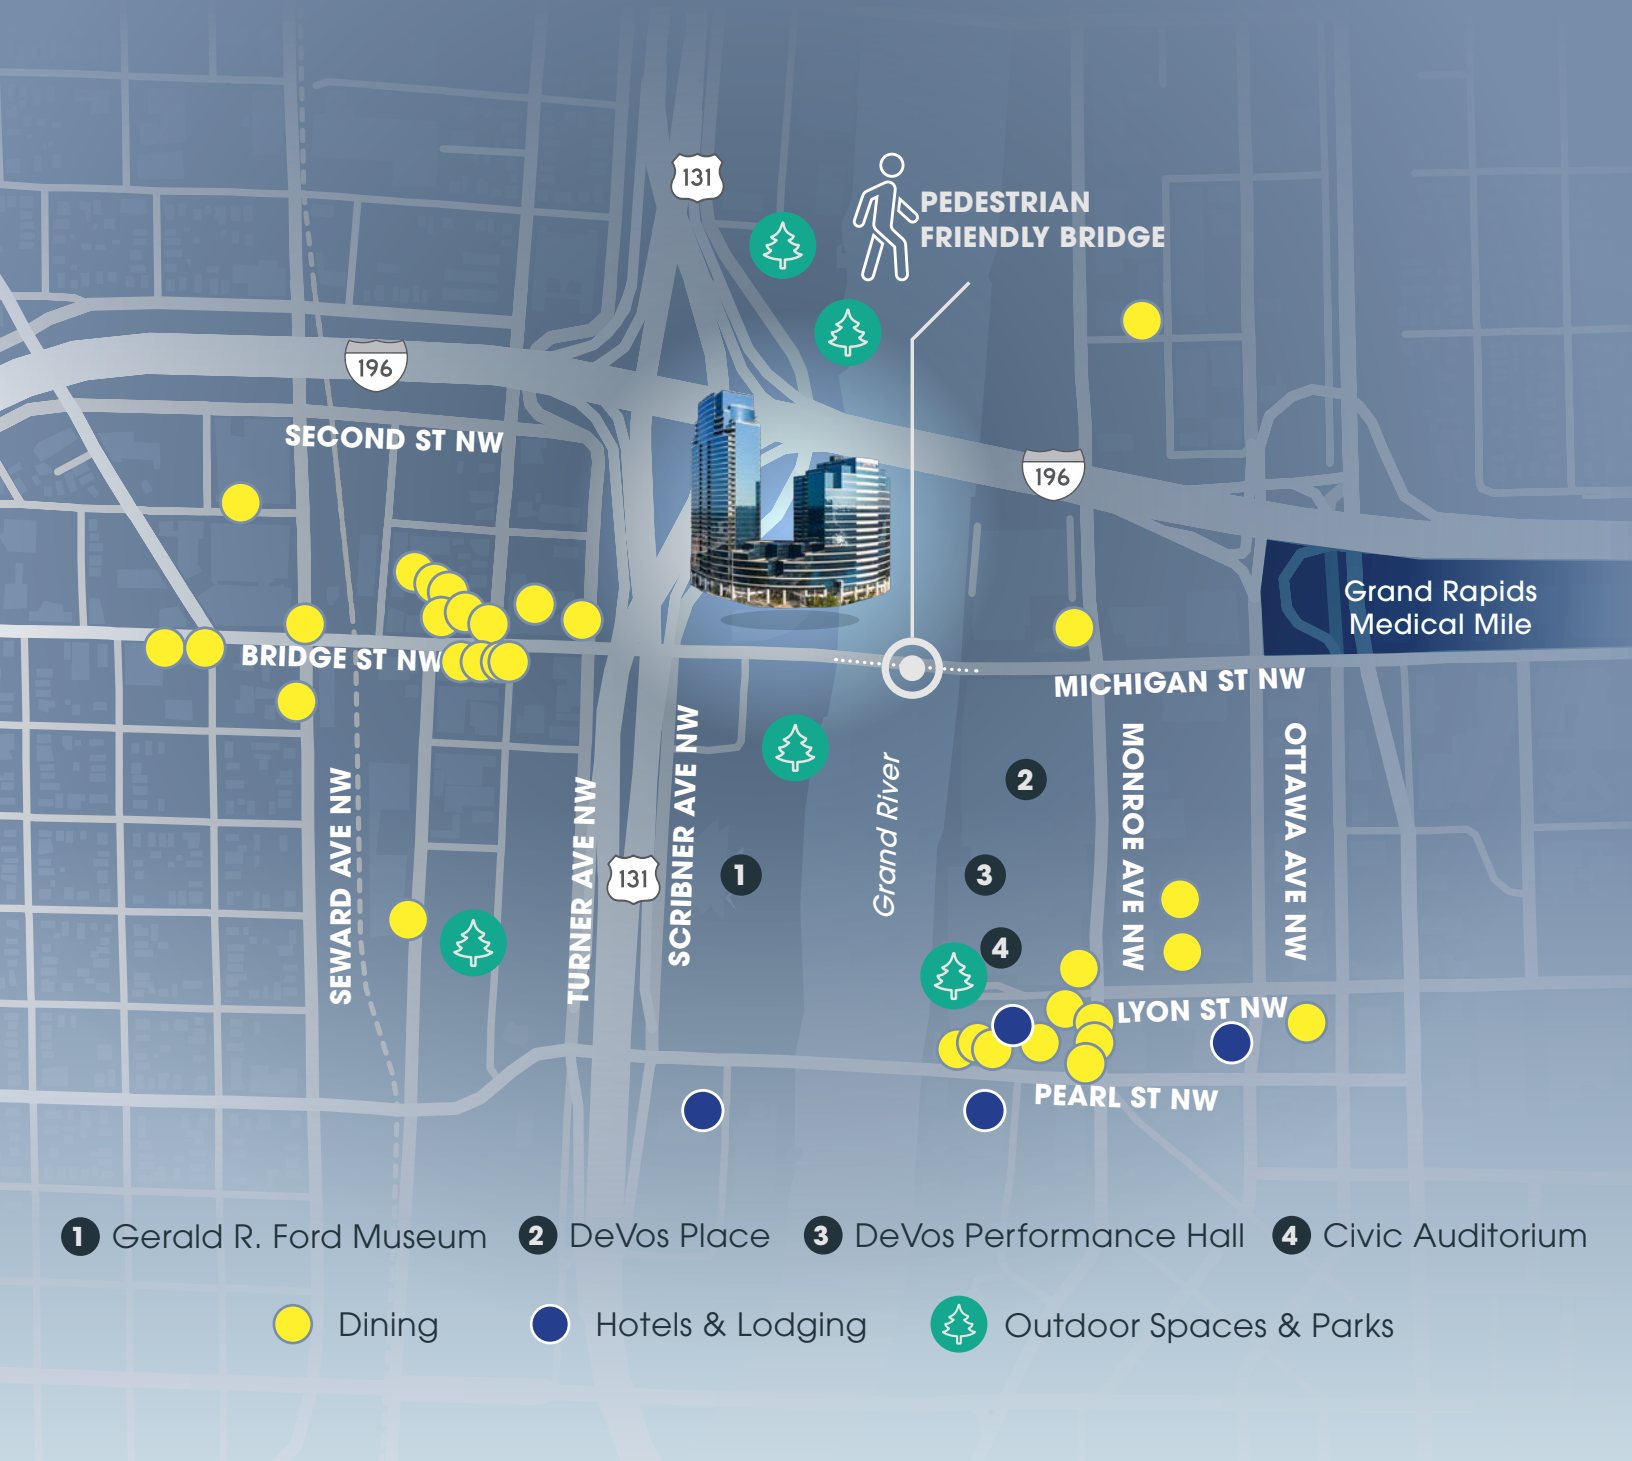 131
PEDESTRIAN
FRIENDLY BRIDGE
196
SECOND ST NW
196
Grand Rapids
Medical Mile
BRIDGE ST NW
MICHIGAN ST NW
SEWARD AVE NW
TURNER AVE NW
131
SCRIBNER AVE NW
1
Grand River
2
3
4
MONROE AVE NW
OTTAWA AVE NW
LYON ST NW
PEARL ST NW
1 Gerald R. Ford Museum 2 DeVos Place 3 DeVos Performance Hall 4 Civic Auditorium
Dining Hotels & Lodging Outdoor Spaces & Parks